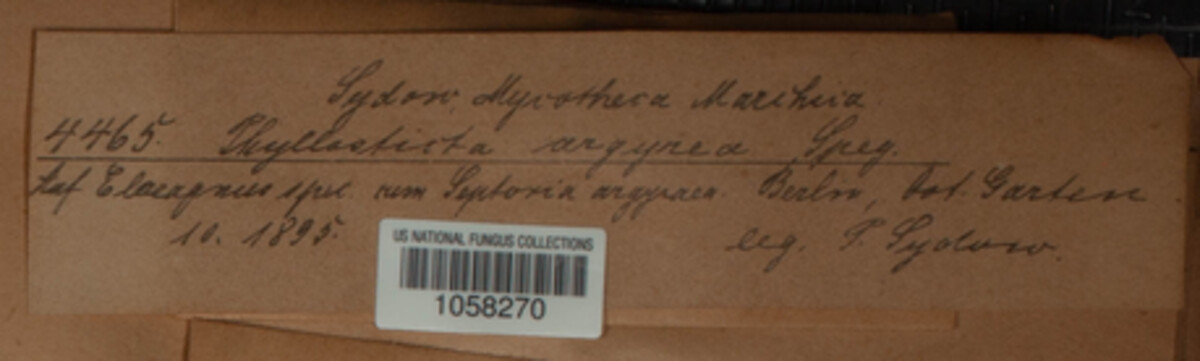 Sydow, Mycotheca Marchica
4465. Phyllosticta argyrea Speg.
Auf Elaeagnus spec. cum Septoria argyraea. Berlin, bot. Garten
10. 1895.
leg. P. Sydow.
US NATIONAL FUNGUS COLLECTIONS
1058270